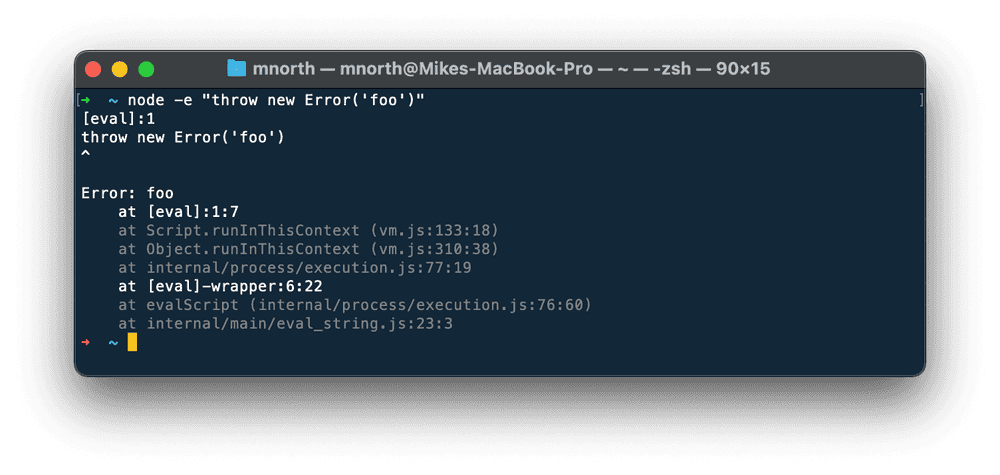 mnorth — mnorth@Mikes-MacBook-Pro — ~ — -zsh — 90×15
[➜  ~ node -e "throw new Error('foo')" ]
[eval]:1
throw new Error('foo')
^
Error: foo
    at [eval]:1:7
    at Script.runInThisContext (vm.js:133:18)
    at Object.runInThisContext (vm.js:310:38)
    at internal/process/execution.js:77:19
    at [eval]-wrapper:6:22
    at evalScript (internal/process/execution.js:76:60)
    at internal/main/eval_string.js:23:3
➜  ~